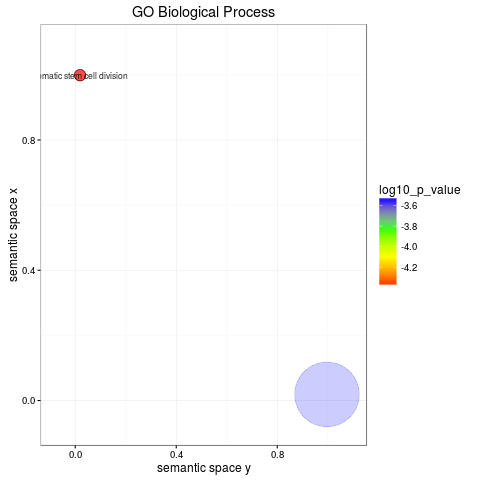 GO Biological Process
ematic stem cell division
semantic space x
0.8
0.4
0.0
0.0
0.4
0.8
semantic space y
log10_p_value
-3.6
-3.8
-4.0
-4.2